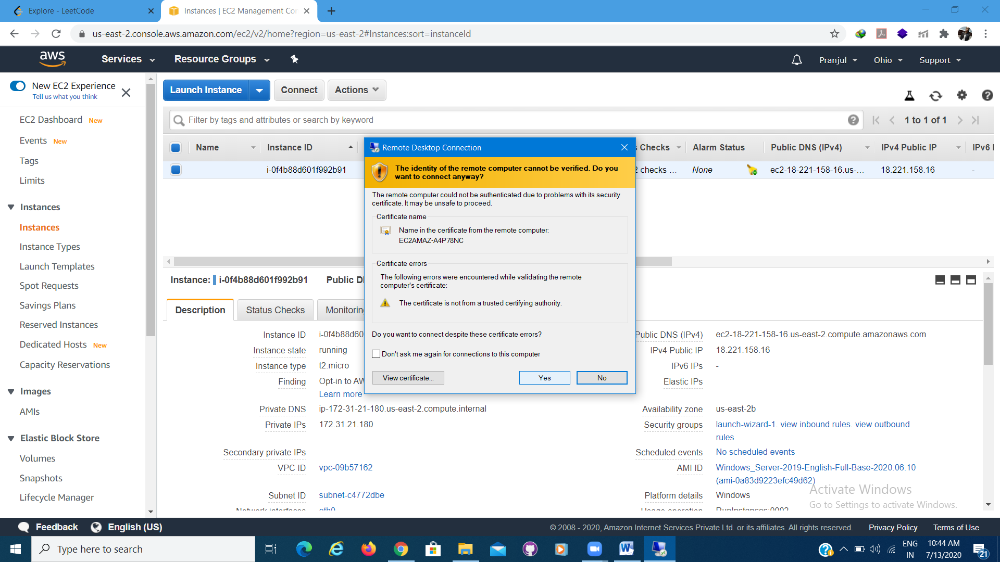 Explore - LeetCode
Instances | EC2 Management Con
us-east-2.console.aws.amazon.com/ec2/v2/home?region=us-east-2#Instances:sort=instanceId
aws
Services
Resource Groups
Pranjul
Ohio
Support
New EC2 Experience
Tell us what you think
EC2 Dashboard New
Events New
Tags
Limits
Instances
Instances
Instance Types
Launch Templates
Spot Requests
Savings Plans
Reserved Instances
Dedicated Hosts New
Capacity Reservations
Images
AMIs
Elastic Block Store
Volumes
Snapshots
Lifecycle Manager
Launch Instance
Connect
Actions
Filter by tags and attributes or search by keyword
1 to 1 of 1
Name
Instance ID
Checks
Alarm Status
Public DNS (IPv4)
IPv4 Public IP
IPv6
i-0f4b88d601f992b91
2 checks ...
None
ec2-18-221-158-16.us-...
18.221.158.16
-
Remote Desktop Connection
The identity of the remote computer cannot be verified. Do you
want to connect anyway?
The remote computer could not be authenticated due to problems with its security
certificate. It may be unsafe to proceed.
Certificate name
Name in the certificate from the remote computer:
EC2AMAZ-A4P78NC
Certificate errors
The following errors were encountered while validating the remote
computer's certificate:
The certificate is not from a trusted certifying authority.
Do you want to connect despite these certificate errors?
Don't ask me again for connections to this computer
View certificate...
Yes
No
Instance: i-0f4b88d601f992b91
Public D
Description
Status Checks
Monitoring
Instance ID i-0f4b88d60
Instance state running
Instance type t2.micro
Finding Opt-in to AW
Learn more
Private DNS ip-172-31-21-180.us-east-2.compute.internal
Private IPs 172.31.21.180
Secondary private IPs
VPC ID vpc-09b57162
Subnet ID subnet-c4772dbe
Network interfaces eth0
Public DNS (IPv4) ec2-18-221-158-16.us-east-2.compute.amazonaws.com
IPv4 Public IP 18.221.158.16
IPv6 IPs -
Elastic IPs
Availability zone us-east-2b
Security groups launch-wizard-1. view inbound rules. view outbound
rules
Scheduled events No scheduled events
AMI ID Windows_Server-2019-English-Full-Base-2020.06.10
(ami-0a83d9223efc49d62)
Platform details Windows
Usage operation RunInstances:0002
Activate Windows
Go to Settings to activate Windows.
Feedback
English (US)
© 2008 - 2020, Amazon Internet Services Private Ltd. or its affiliates. All rights reserved.
Privacy Policy
Terms of Use
Type here to search
ENG
IN
10:44 AM
7/13/2020
21